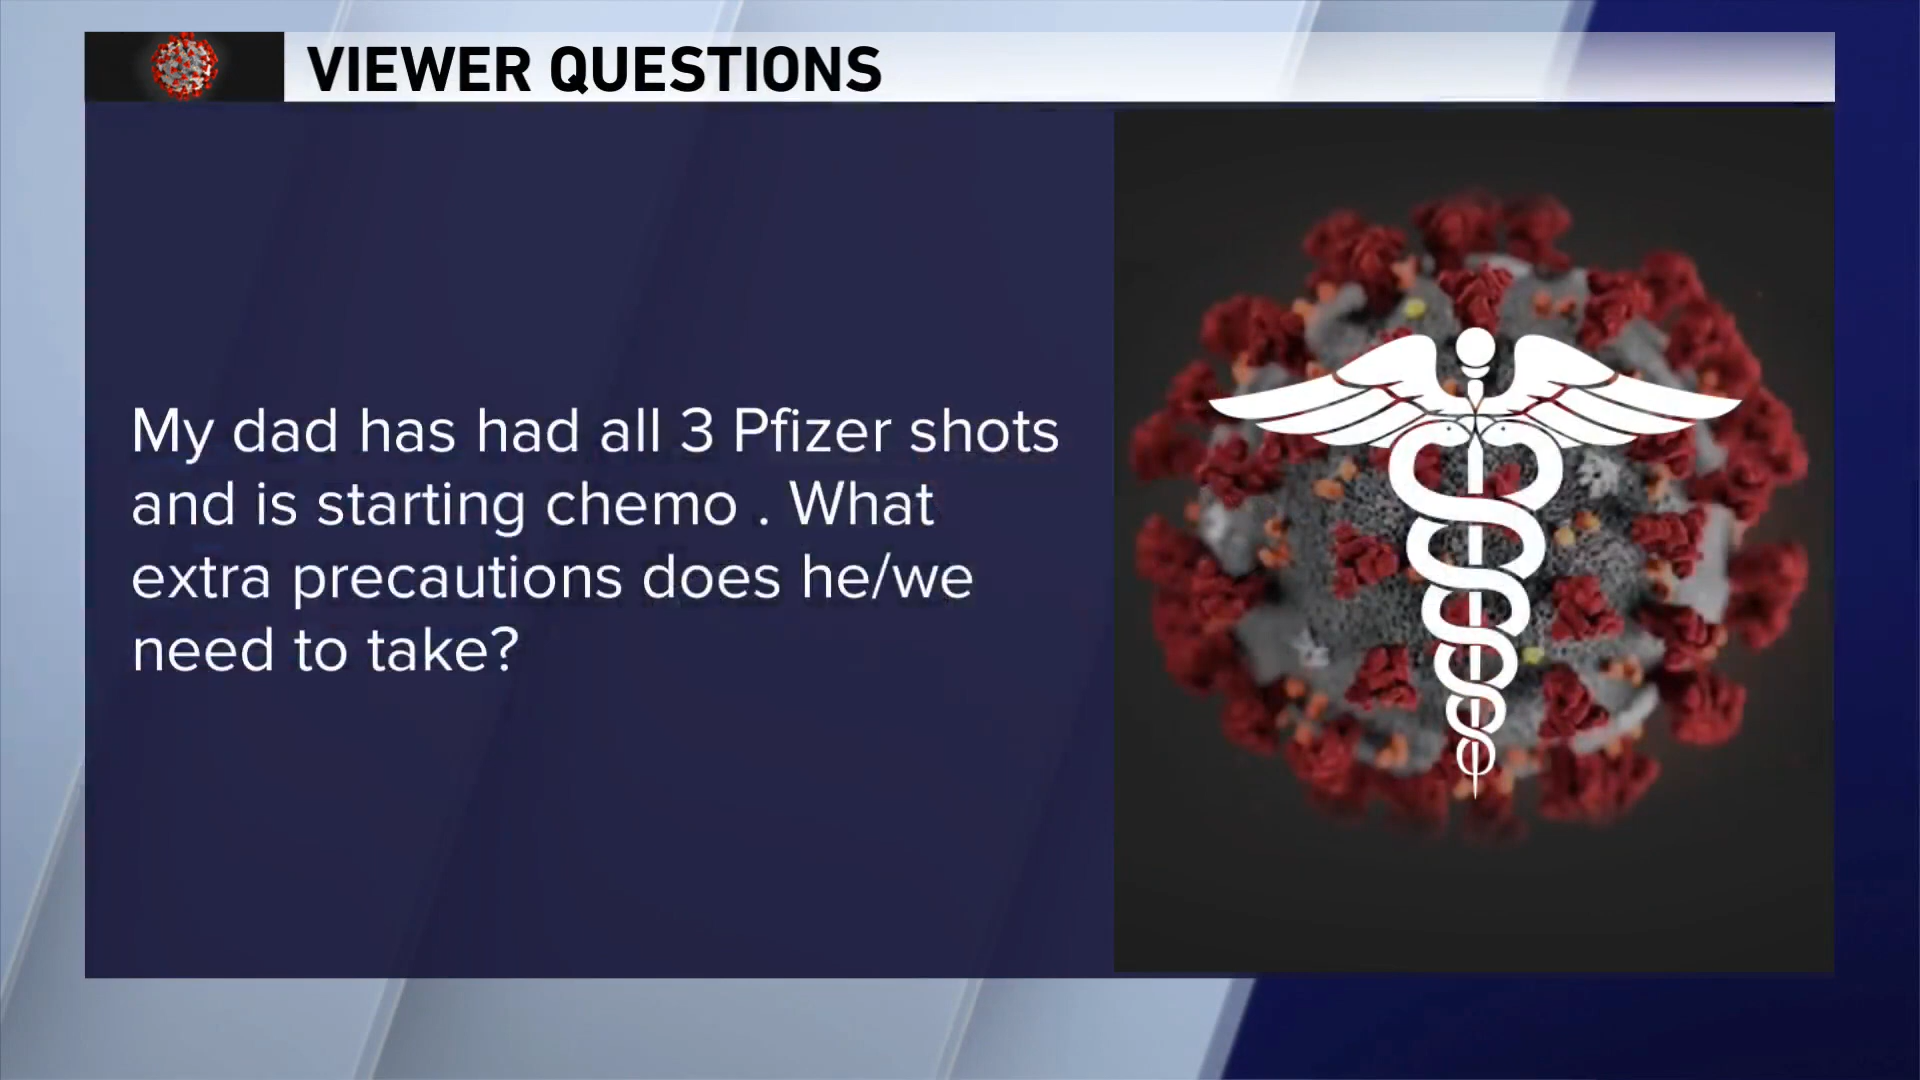 VIEWER QUESTIONS
My dad has had all 3 Pfizer shots
and is starting chemo . What
extra precautions does he/we
need to take?